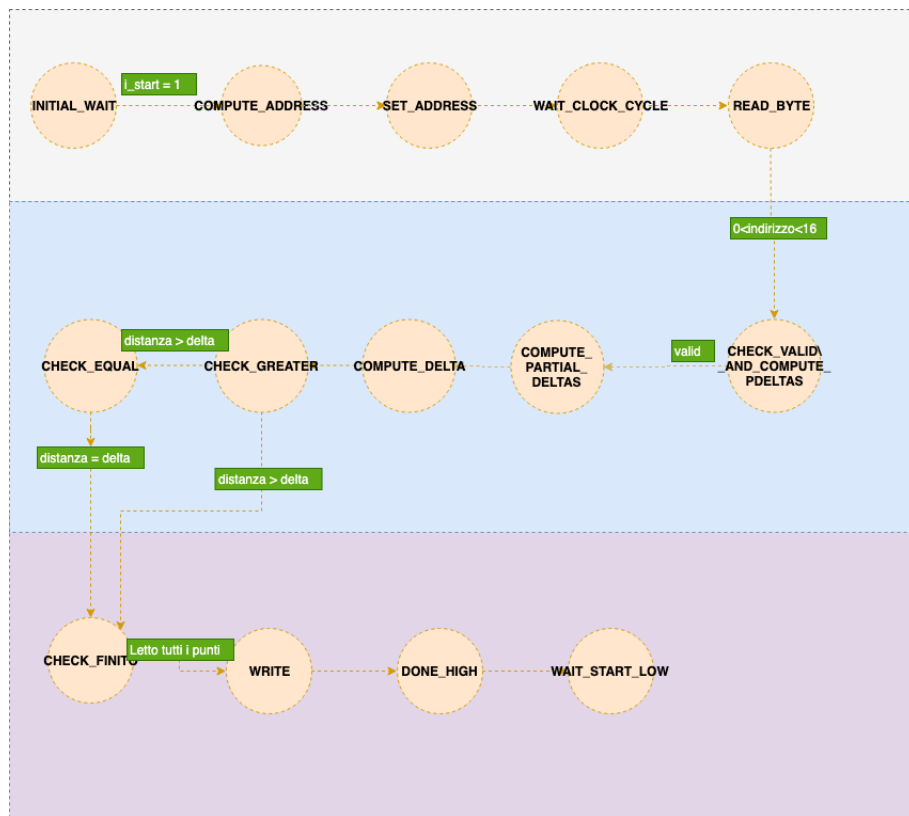 i_start = 1
INITIAL_WAIT
COMPUTE_ADDRESS
SET_ADDRESS
WAIT_CLOCK_CYCLE
READ_BYTE
0<indirizzo<16
CHECK_EQUAL
distanza > delta
CHECK_GREATER
COMPUTE_DELTA
COMPUTE_
PARTIAL_
DELTAS
valid
CHECK_VALID\
_AND_COMPUTE_
PDELTAS
distanza = delta
distanza > delta
CHECK_FINITO
Letto tutti i punti
WRITE
DONE_HIGH
WAIT_START_LOW